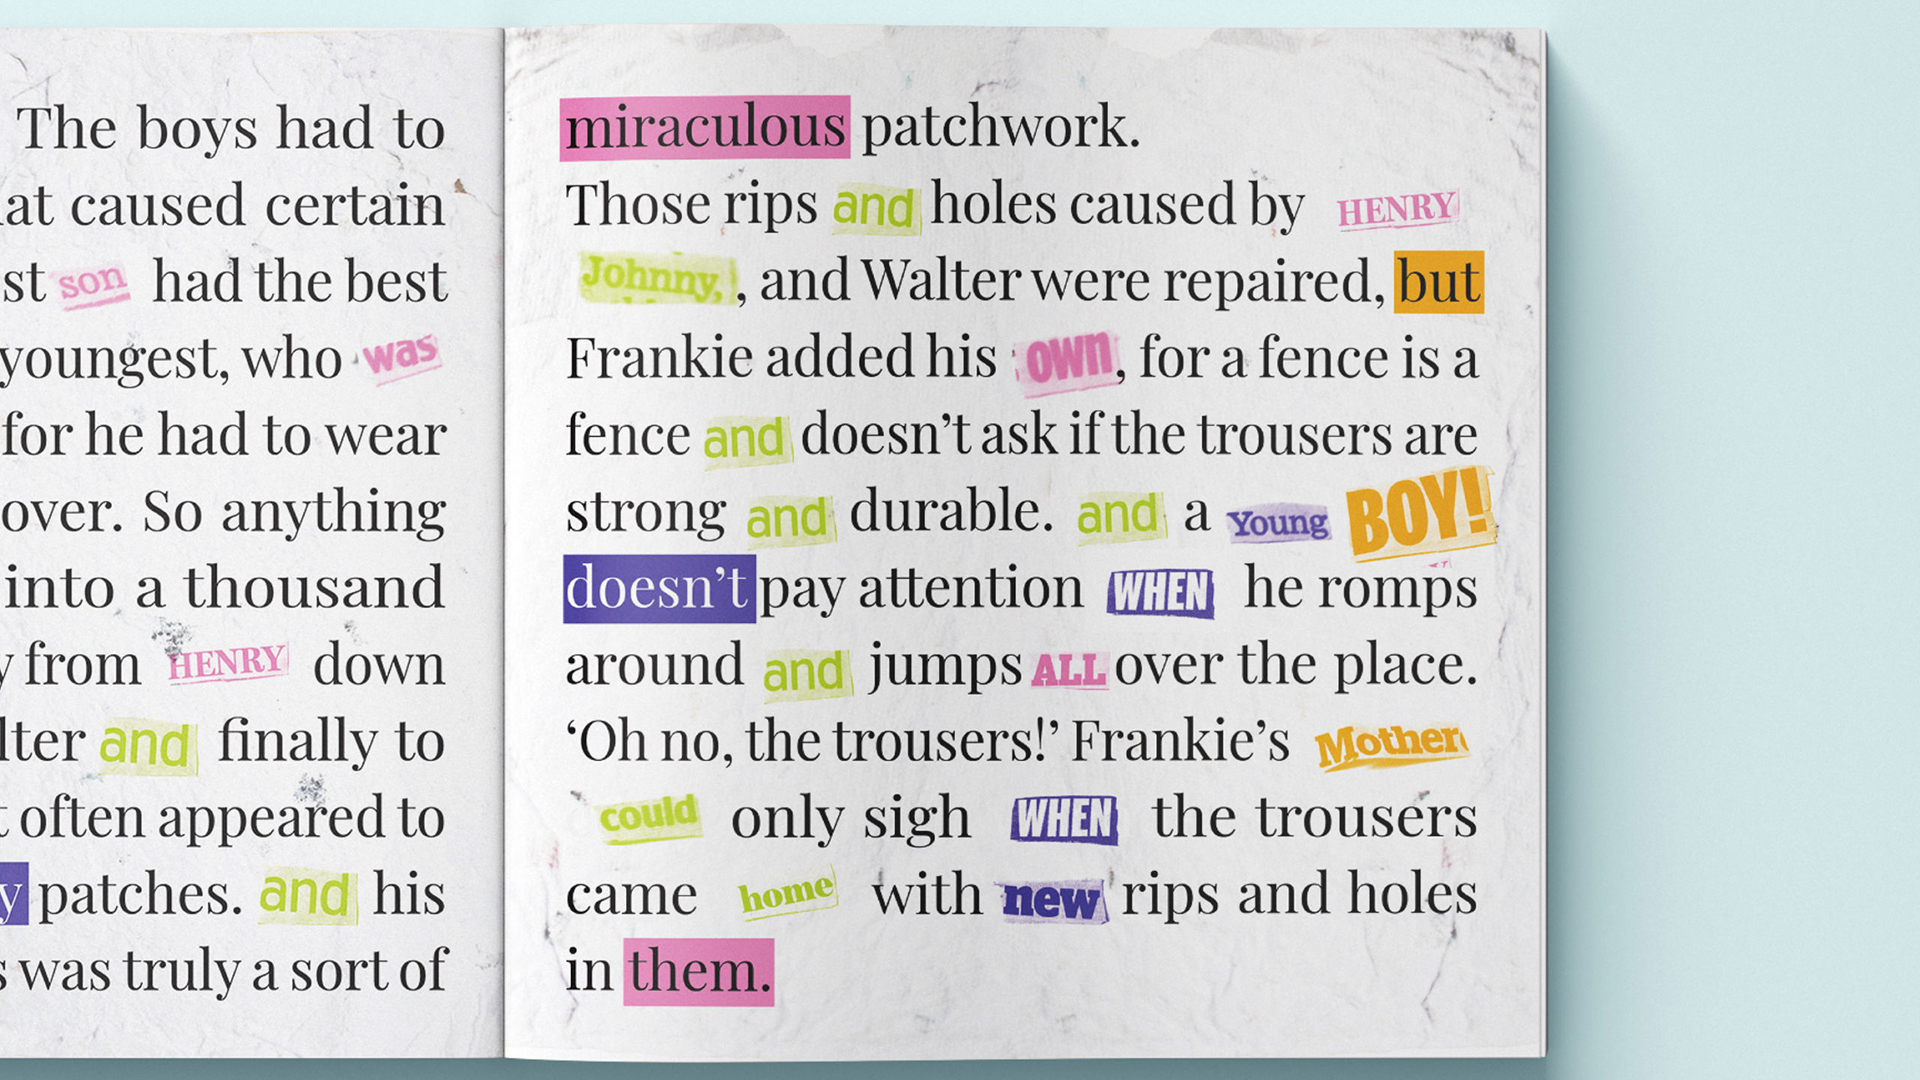 The boys had to
at caused certain
st son had the best
youngest, who was
for he had to wear
over. So anything
into a thousand
y from HENRY down
lter and finally to
t often appeared to
y patches. and his
s was truly a sort of
miraculous patchwork.
Those rips and holes caused by HENRY
Johnny, , and Walter were repaired, but
Frankie added his own, for a fence is a
fence and doesn’t ask if the trousers are
strong and durable. and a Young BOY!
doesn’t pay attention WHEN he romps
around and jumps ALL over the place.
‘Oh no, the trousers!’ Frankie’s Mother
could only sigh WHEN the trousers
came home with new rips and holes
in them.